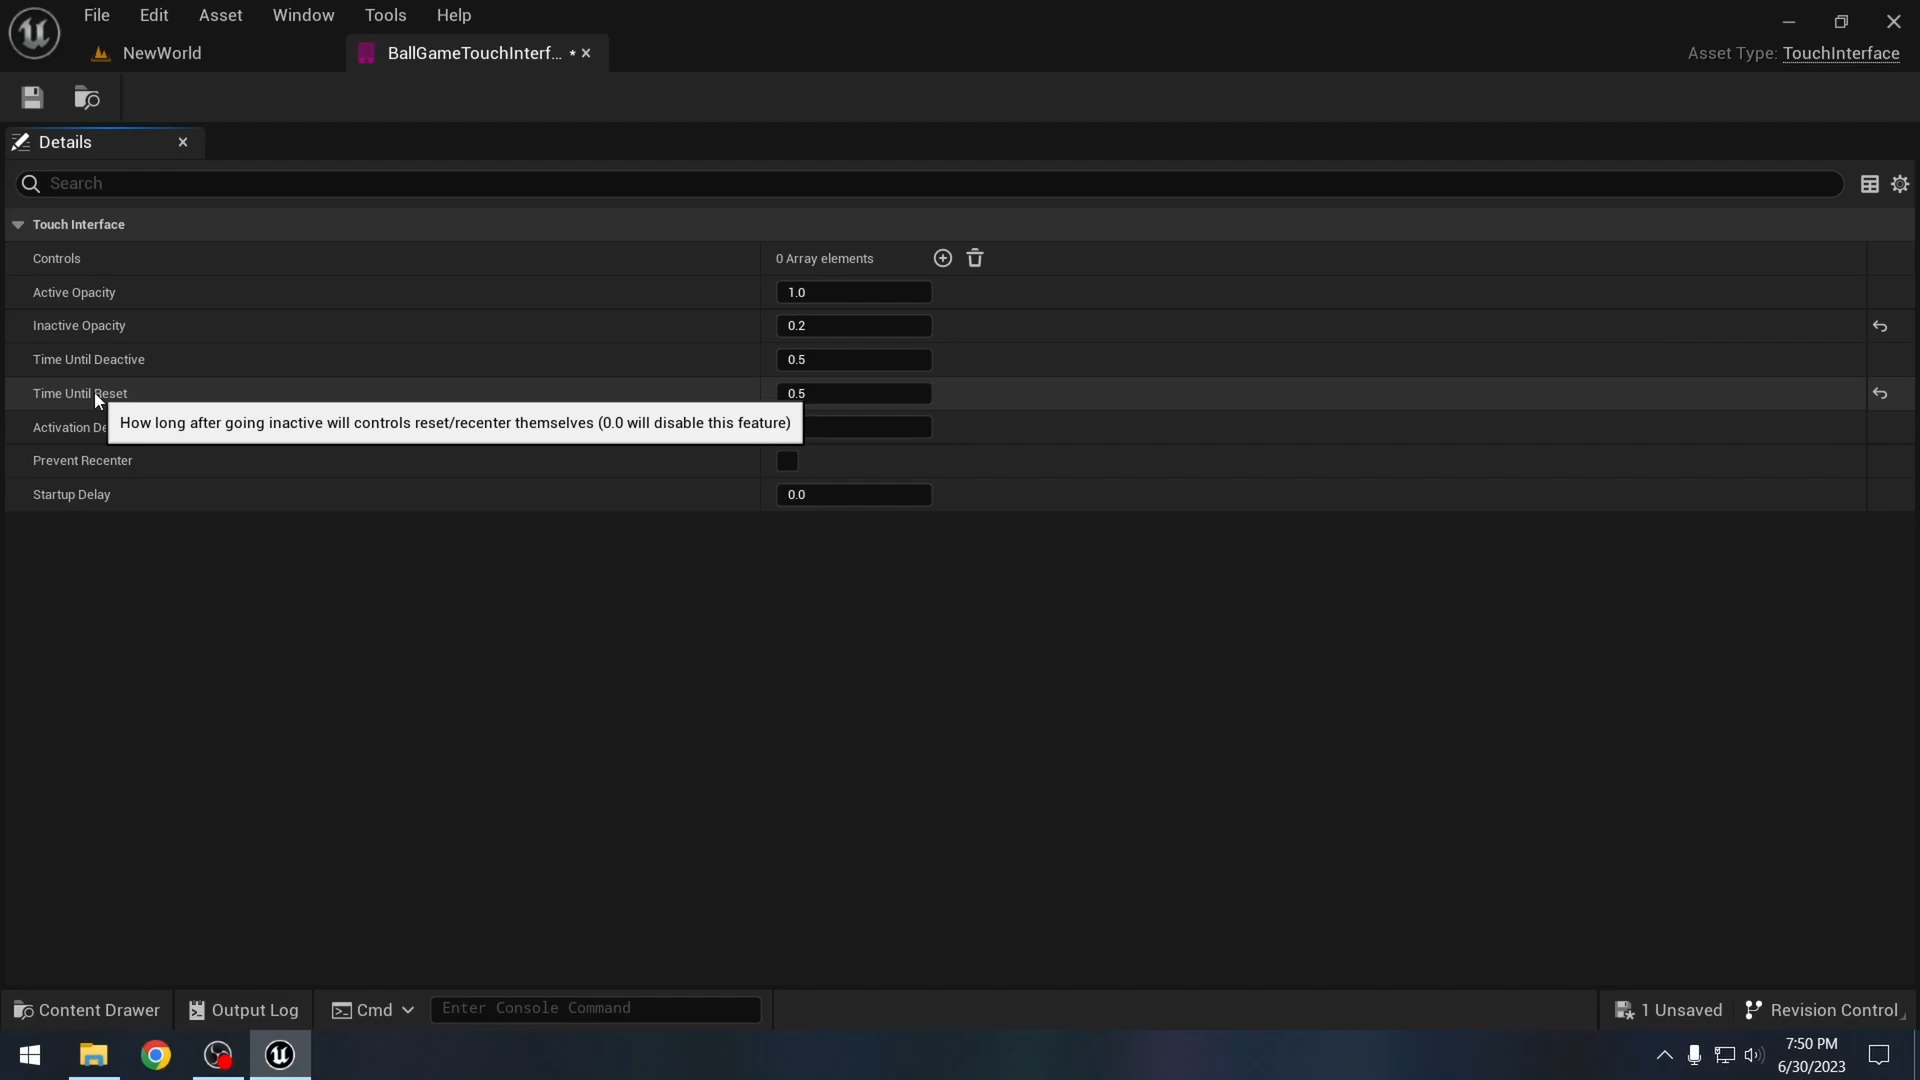 File Edit Asset Window Tools Help
NewWorld
BallGameTouchInterf... *
Asset Type: TouchInterface
Details
Search
Touch Interface
Controls 0 Array elements
Active Opacity 1.0
Inactive Opacity 0.2
Time Until Deactive 0.5
Time Until Reset 0.5
How long after going inactive will controls reset/recenter themselves (0.0 will disable this feature)
Activation De
Prevent Recenter
Startup Delay 0.0
Content Drawer Output Log Cmd Enter Console Command 1 Unsaved Revision Control
7:50 PM
6/30/2023